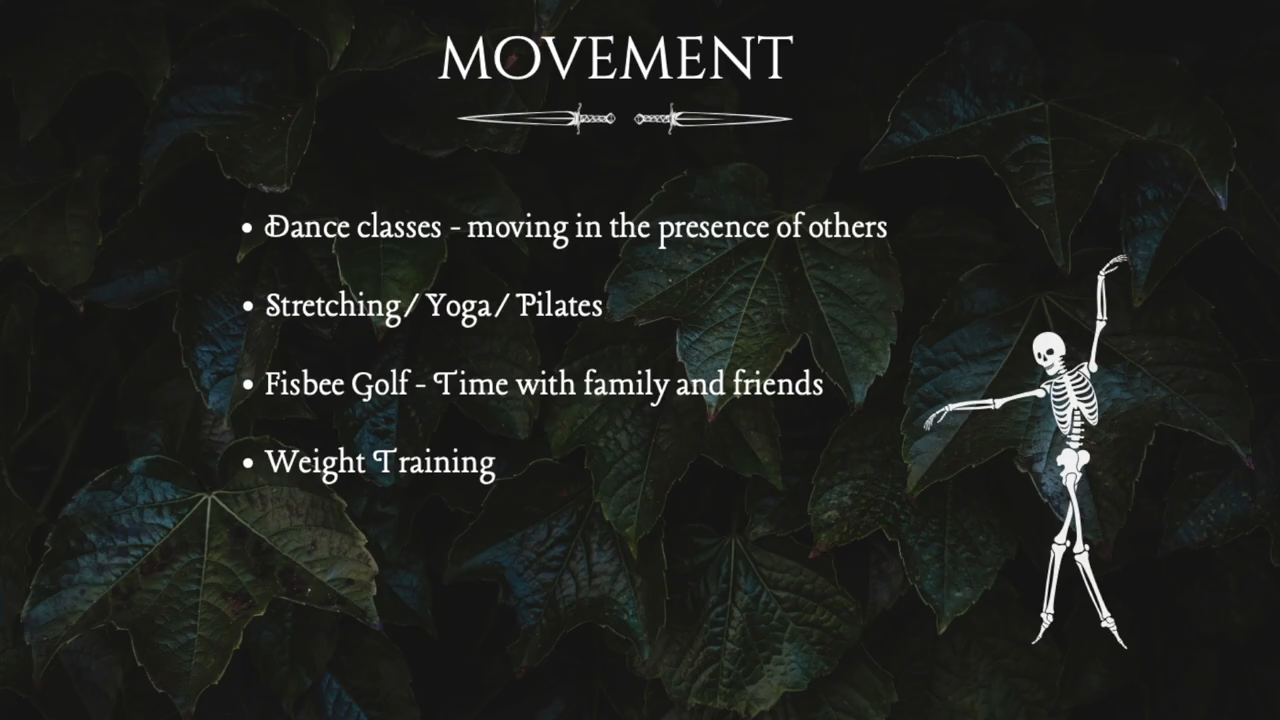 MOVEMENT
• Dance classes - moving in the presence of others
• Stretching/ Yoga/ Pilates
• Fisbee Golf - Time with family and friends
• Weight Training